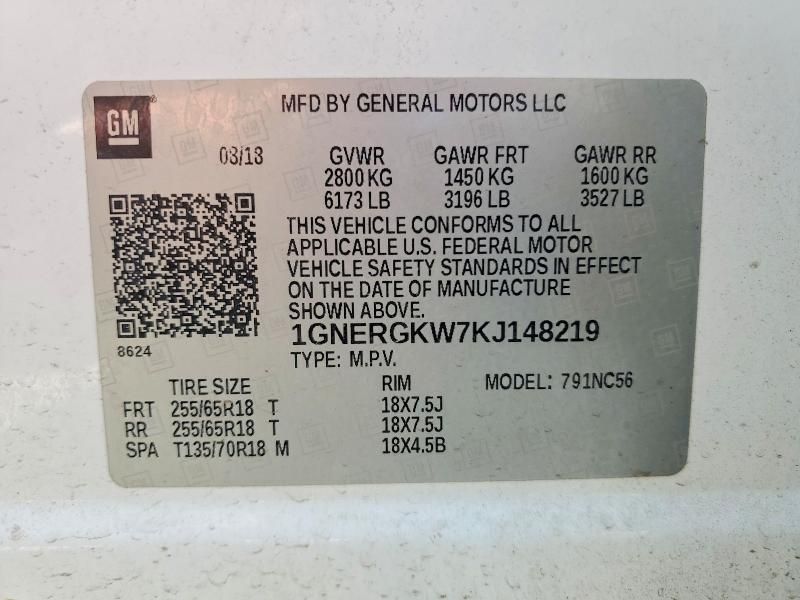 GM
MFD BY GENERAL MOTORS LLC
08/18 GVWR GAWR FRT GAWR RR
2800 KG 1450 KG 1600 KG
6173 LB 3196 LB 3527 LB
THIS VEHICLE CONFORMS TO ALL
APPLICABLE U.S. FEDERAL MOTOR
VEHICLE SAFETY STANDARDS IN EFFECT
ON THE DATE OF MANUFACTURE
SHOWN ABOVE.
1GNERGKW7KJ148219
8624
TYPE: M.P.V.
TIRE SIZE RIM MODEL: 791NC56
FRT 255/65R18 T 18X7.5J
RR 255/65R18 T 18X7.5J
SPA T135/70R18 M 18X4.5B